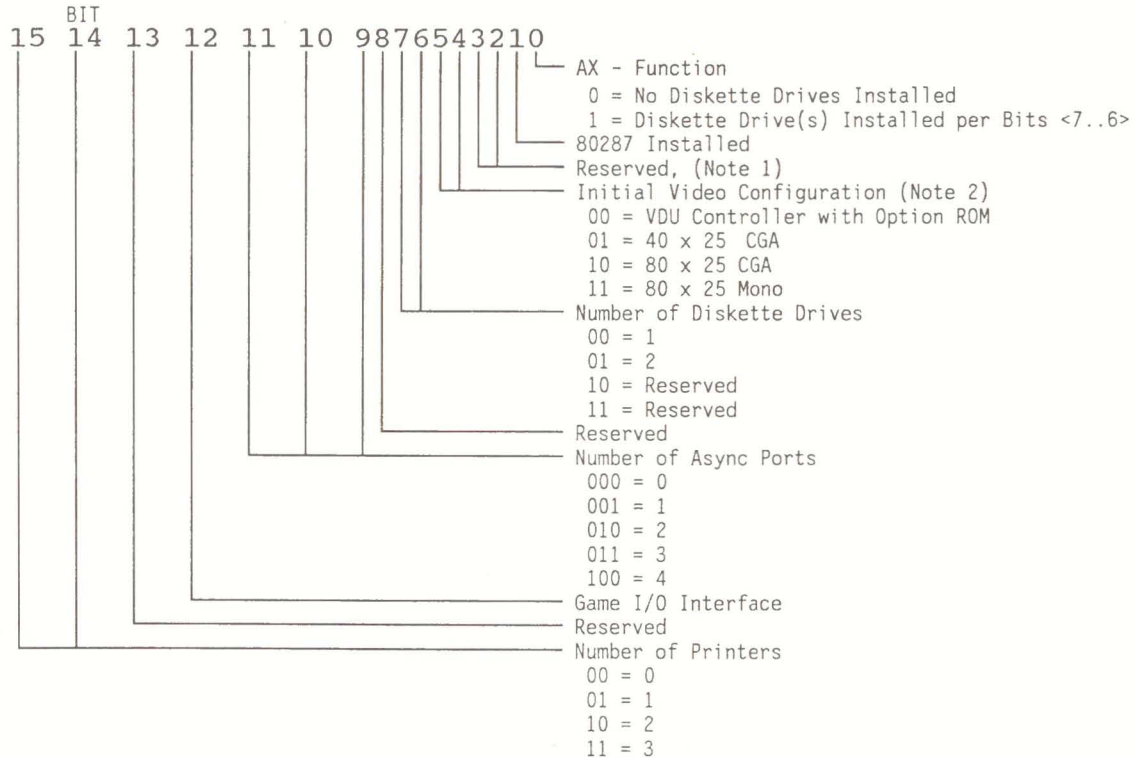 BIT
15 14 13 12 11 10 9876543210
AX - Function
0 = No Diskette Drives Installed
1 = Diskette Drive(s) Installed per Bits <7..6>
80287 Installed
Reserved, (Note 1)
Initial Video Configuration (Note 2)
00 = VDU Controller with Option ROM
01 = 40 x 25 CGA
10 = 80 x 25 CGA
11 = 80 x 25 Mono
Number of Diskette Drives
00 = 1
01 = 2
10 = Reserved
11 = Reserved
Reserved
Number of Async Ports
000 = 0
001 = 1
010 = 2
011 = 3
100 = 4
Game I/O Interface
Reserved
Number of Printers
00 = 0
01 = 1
10 = 2
11 = 3